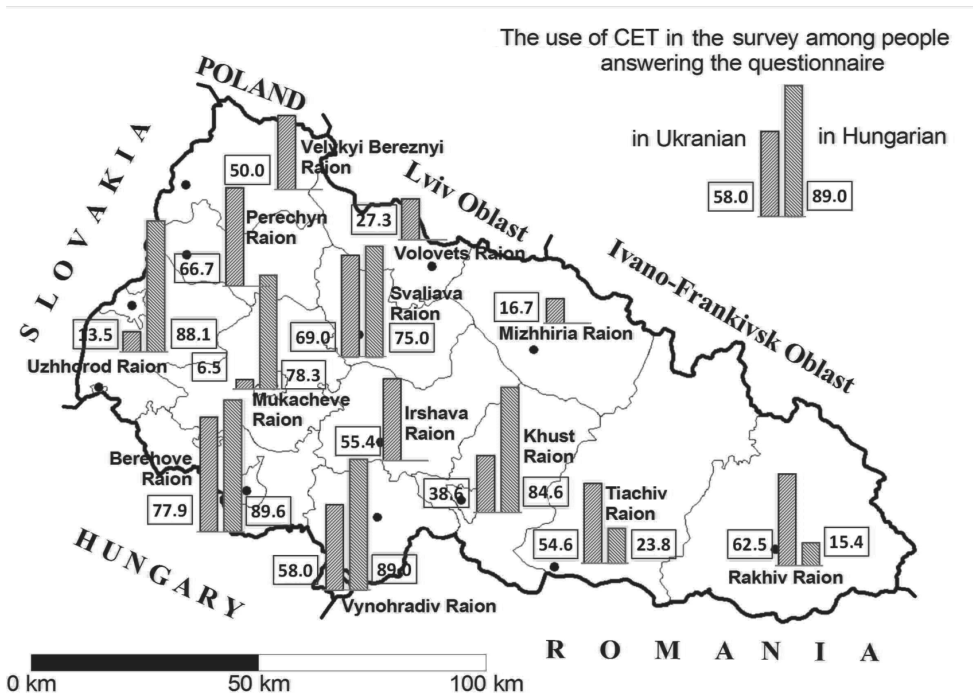 The use of CET in the survey among people
answering the questionnaire
in Ukranian
in Hungarian
58.0
89.0
POLAND
SLOVAKIA
Lviv Oblast
Ivano-Frankivsk Oblast
HUNGARY
ROMANIA
50.0
Velykyi Bereznyi
Raion
66.7
Perechyn
Raion
27.3
Volovets Raion
13.5
88.1
Uzhhorod Raion
69.0
75.0
Svaliava
Raion
16.7
Mizhhiria Raion
6.5
78.3
Mukacheve
Raion
55.4
Irshava
Raion
77.9
89.6
Berehove
Raion
38.6
84.6
Khust
Raion
58.0
89.0
Vynohradiv Raion
54.6
23.8
Tiachiv
Raion
62.5
15.4
Rakhiv Raion
0 km
50 km
100 km